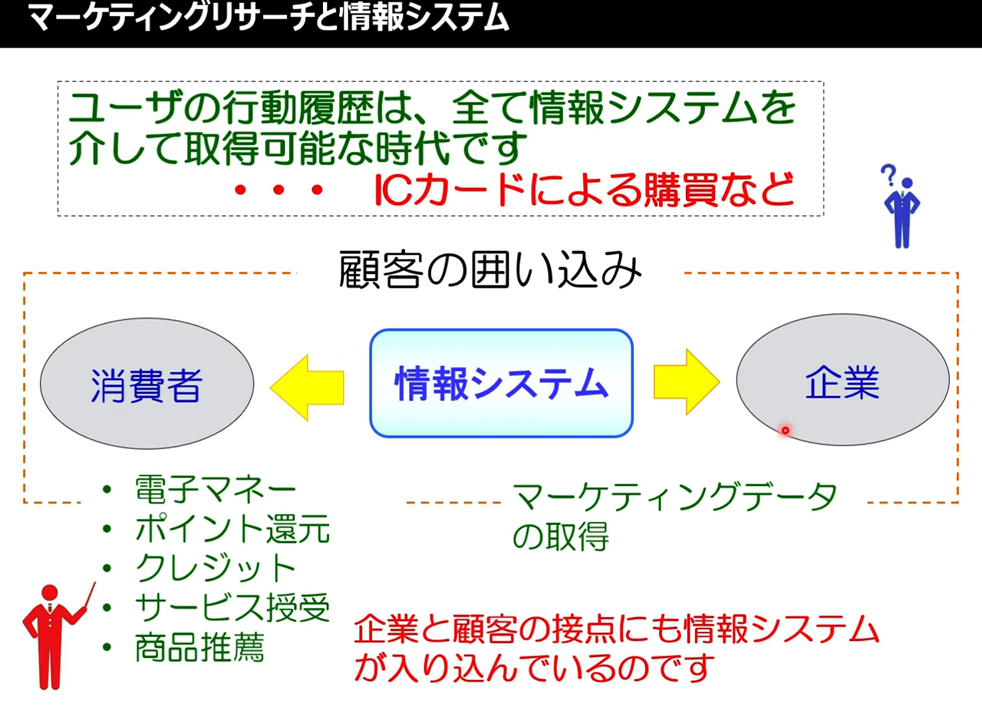 マーケティングリサーチと情報システム
ユーザの行動履歴は、全て情報システムを
介して取得可能な時代です
・・・ ICカードによる購買など
?
顧客の囲い込み
消費者
情報システム
企業
• 電子マネー
• ポイント還元
• クレジット
• サービス授受
• 商品推薦
マーケティングデータ
の取得
企業と顧客の接点にも情報システム
が入り込んでいるのです